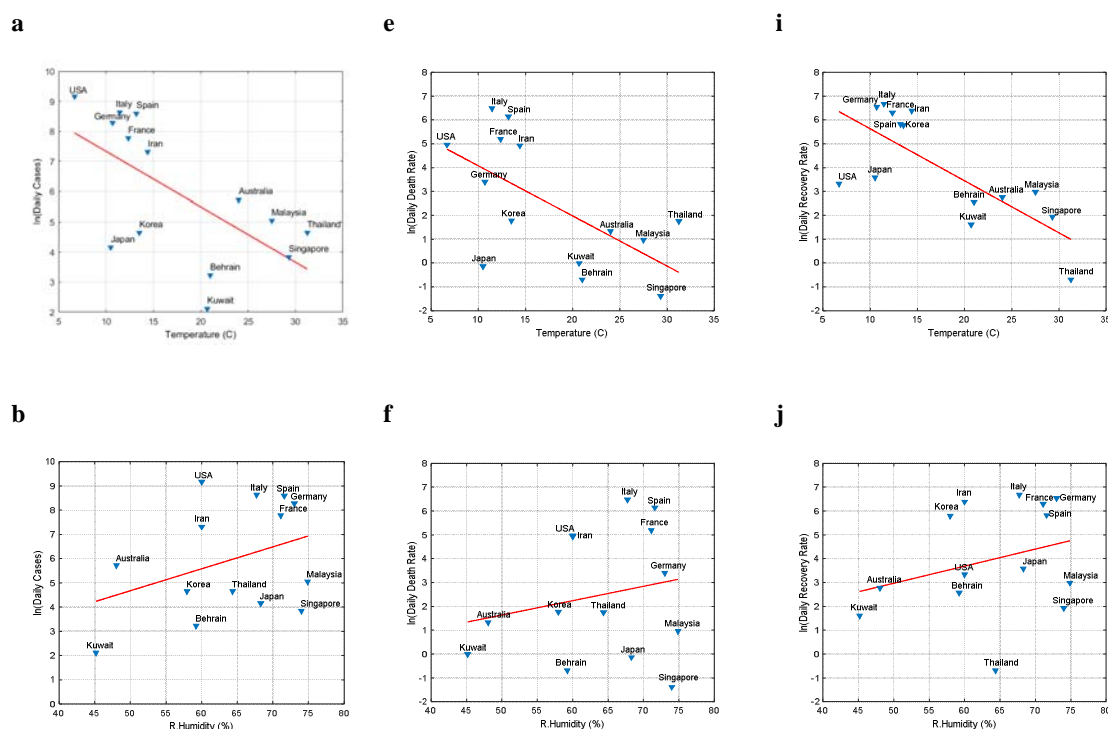 a
e
i
ln(Daily Cases)
10
9
8
7
6
5
4
3
2
USA
Italy
Spain
Germany
France
Iran
Australia
Malaysia
Thailand
Korea
Japan
Singapore
Behrain
Kuwait
5 10 15 20 25 30 35
Temperature (C)
ln(Daily Death Rate)
8
7
6
5
4
3
2
1
0
-1
-2
Italy
Spain
USA
France
Iran
Germany
Korea
Thailand
Australia
Malaysia
Japan
Kuwait
Behrain
Singapore
5 10 15 20 25 30 35
Temperature (C)
ln(Daily Recovery Rate)
8
7
6
5
4
3
2
1
0
-1
-2
Italy
Germany
France
Iran
Spain
Korea
USA
Japan
Malaysia
Behrain
Australia
Kuwait
Singapore
Thailand
5 10 15 20 25 30 35
Temperature (C)
b
f
j
ln(Daily Cases)
10
9
8
7
6
5
4
3
2
1
0
USA
Italy
Spain
Germany
France
Iran
Australia
Korea
Thailand
Malaysia
Japan
Singapore
Behrain
Kuwait
40 45 50 55 60 65 70 75 80
R.Humidity (%)
ln(Daily Death Rate)
8
7
6
5
4
3
2
1
0
-1
-2
Italy
Spain
USA
Iran
France
Germany
Australia
Korea
Thailand
Malaysia
Kuwait
Behrain
Japan
Singapore
40 45 50 55 60 65 70 75 80
R.Humidity (%)
ln(Daily Recovery Rate)
8
7
6
5
4
3
2
1
0
-1
-2
Italy
Iran
France
Germany
Korea
Spain
USA
Japan
Australia
Behrain
Malaysia
Kuwait
Singapore
Thailand
40 45 50 55 60 65 70 75 80
R.Humidity (%)